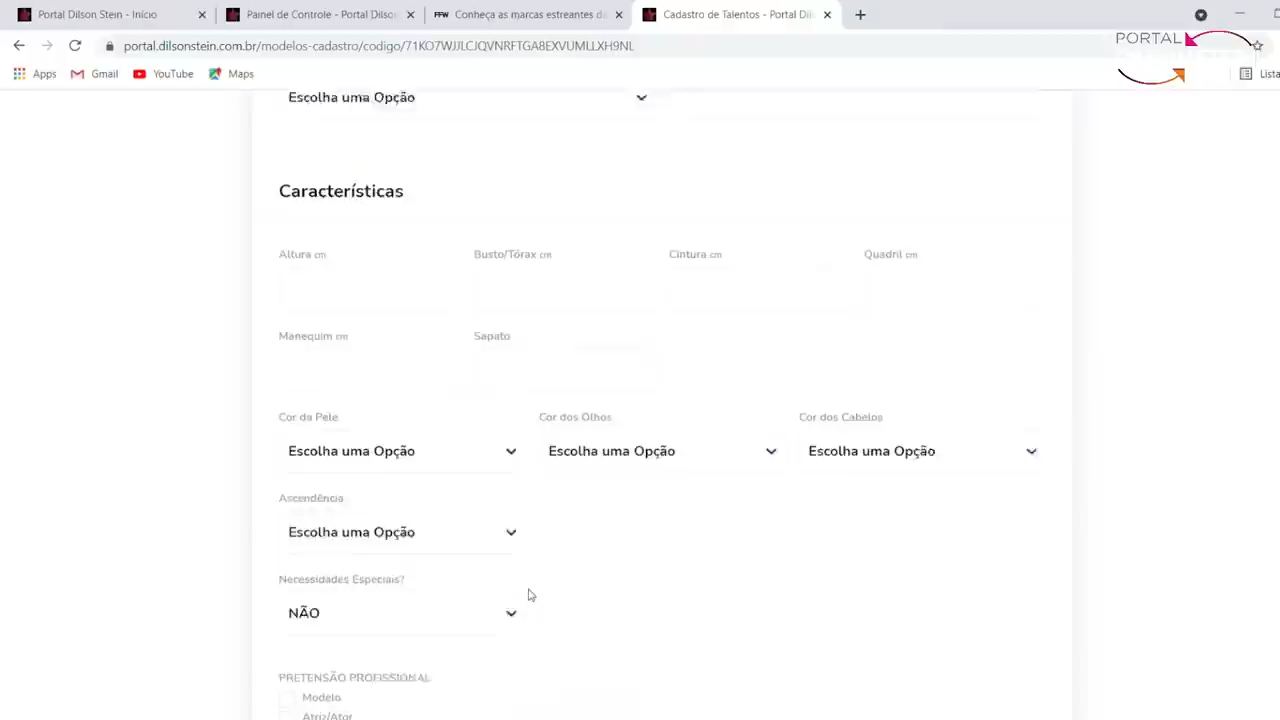 Portal Dilson Stein - Início
Painel de Controle - Portal Dilson
FFW Conheça as marcas estreantes da
Cadastro de Talentos - Portal Dil
portal.dilsonstein.com.br/modelos-cadastro/codigo/71KO7WJJLCJQVNRFTGA8EXVUMLLXH9NL
PORTAL
Apps Gmail YouTube Maps Lista
Escolha uma Opção
Características
Altura cm Busto/Tórax cm Cintura cm Quadril cm
Manequim cm Sapato
Cor da Pele Cor dos Olhos Cor dos Cabelos
Escolha uma Opção Escolha uma Opção Escolha uma Opção
Ascendência
Escolha uma Opção
Necessidades Especiais?
NÃO
PRETENSÃO PROFISSIONAL
Modelo
Atriz/Ator